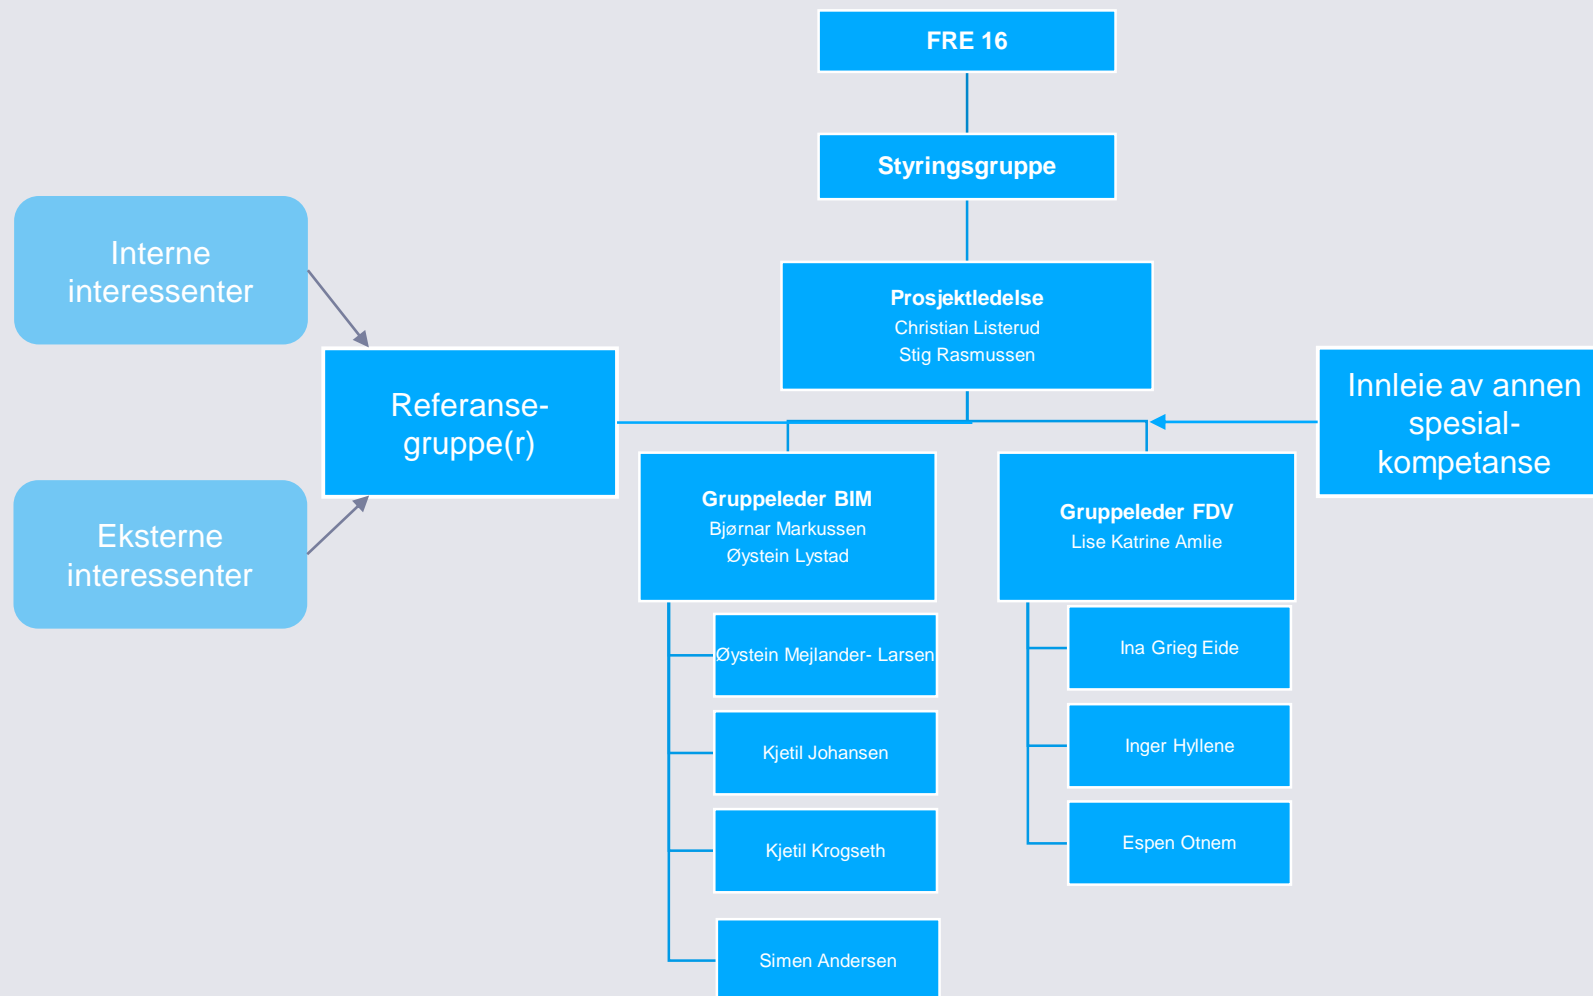 FRE 16
Styringsgruppe
Interne
interessenter
Prosjektledelse
Christian Listerud
Stig Rasmussen
Referanse-
gruppe(r)
Innleie av annen
spesial-
kompetanse
Eksterne
interessenter
Gruppeleder BIM
Bjørnar Markussen
Øystein Lystad
Gruppeleder FDV
Lise Katrine Amlie
Øystein Mejlander- Larsen
Kjetil Johansen
Kjetil Krogseth
Simen Andersen
Ina Grieg Eide
Inger Hyllene
Espen Otnem